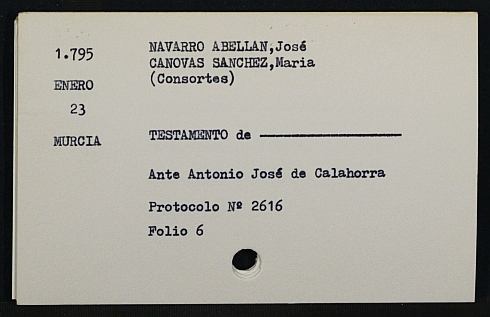 1.795
ENERO
23
MURCIA
NAVARRO ABELLAN,José
CANOVAS SANCHEZ,Maria
(Consortes)
TESTAMENTO de
Ante Antonio José de Calahorra
Protocolo Nº 2616
Folio 6